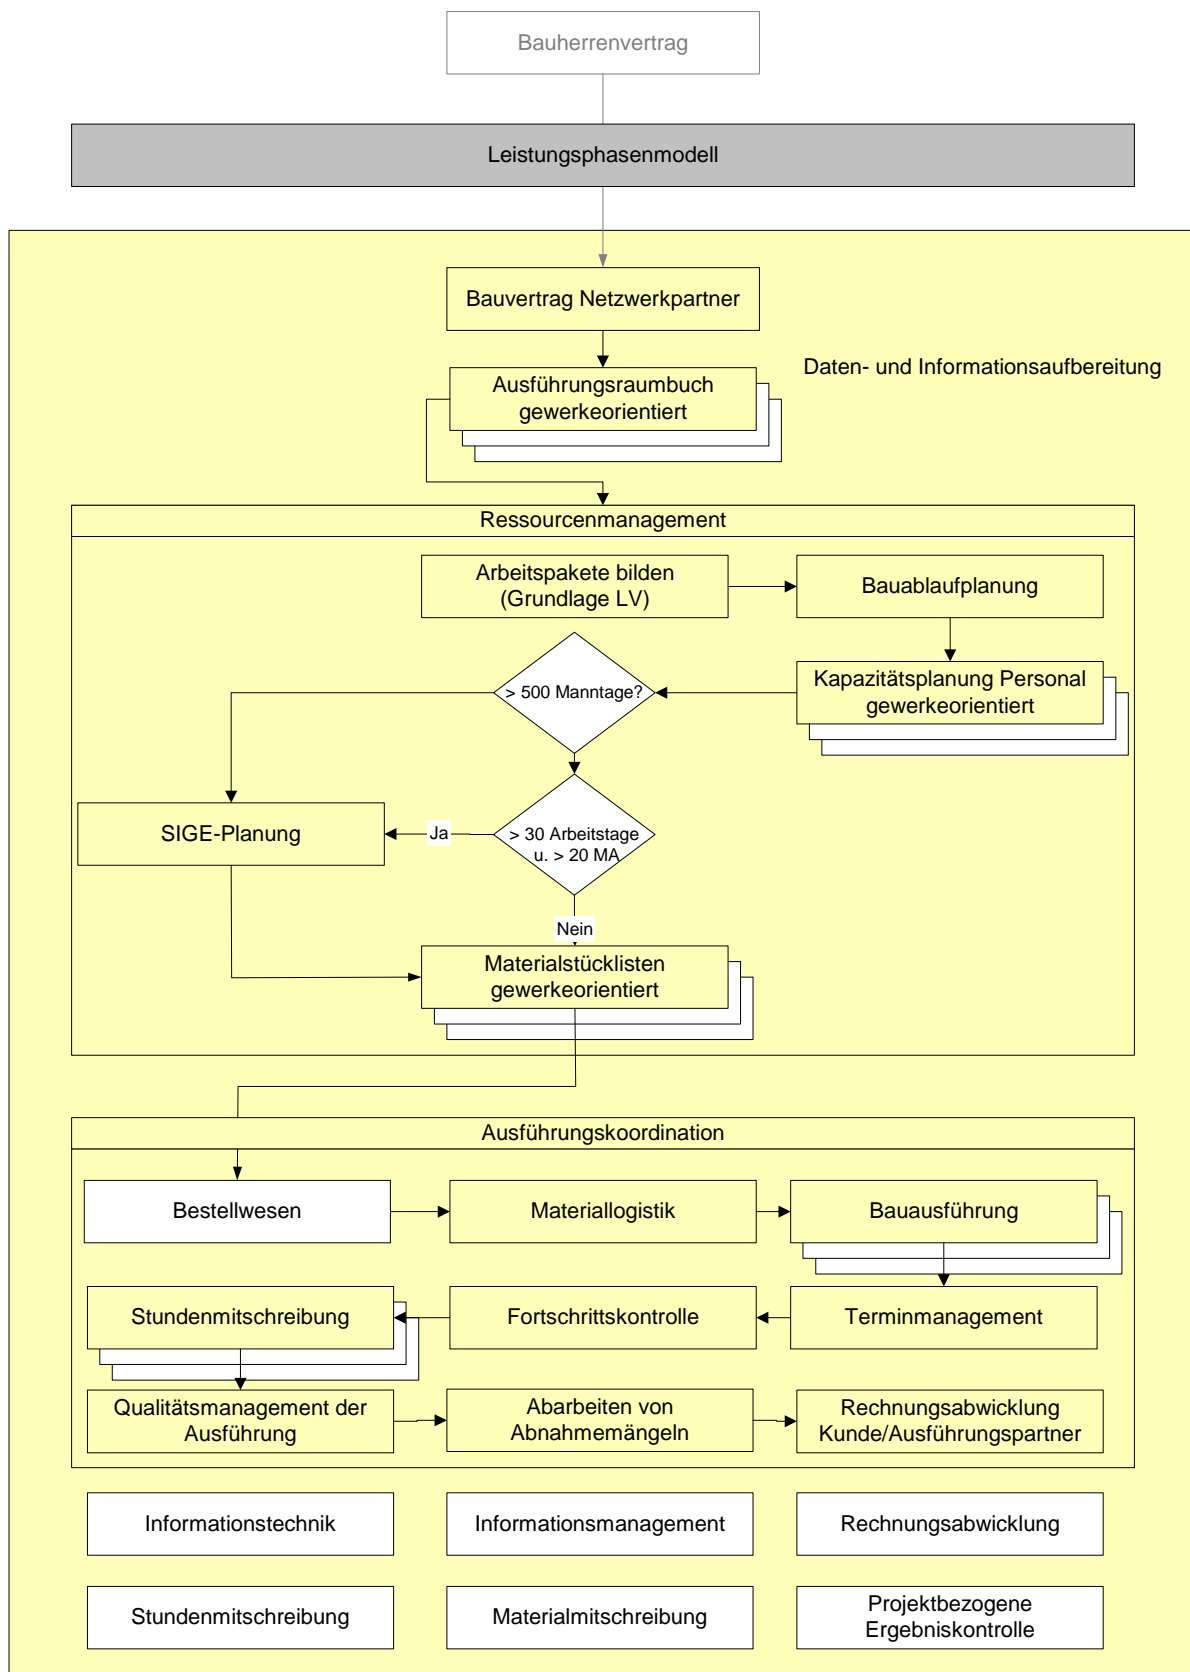 Bauherrenvertrag
Leistungsphasenmodell
Bauvertrag Netzwerkpartner
Daten- und Informationsaufbereitung
Ausführungsraumbuch
gewerkeorientiert
Ressourcenmanagement
Arbeitspakete bilden
(Grundlage LV)
Bauablaufplanung
> 500 Manntage?
Kapazitätsplanung Personal
gewerkeorientiert
SIGE-Planung
Ja
> 30 Arbeitstage
u. > 20 MA
Nein
Materialstücklisten
gewerkeorientiert
Ausführungskoordination
Bestellwesen
Materiallogistik
Bauausführung
Stundenmitschreibung
Fortschrittskontrolle
Terminmanagement
Qualitätsmanagement der
Ausführung
Abarbeiten von
Abnahmemängeln
Rechnungsabwicklung
Kunde/Ausführungspartner
Informationstechnik
Informationsmanagement
Rechnungsabwicklung
Stundenmitschreibung
Materialmitschreibung
Projektbezogene
Ergebniskontrolle